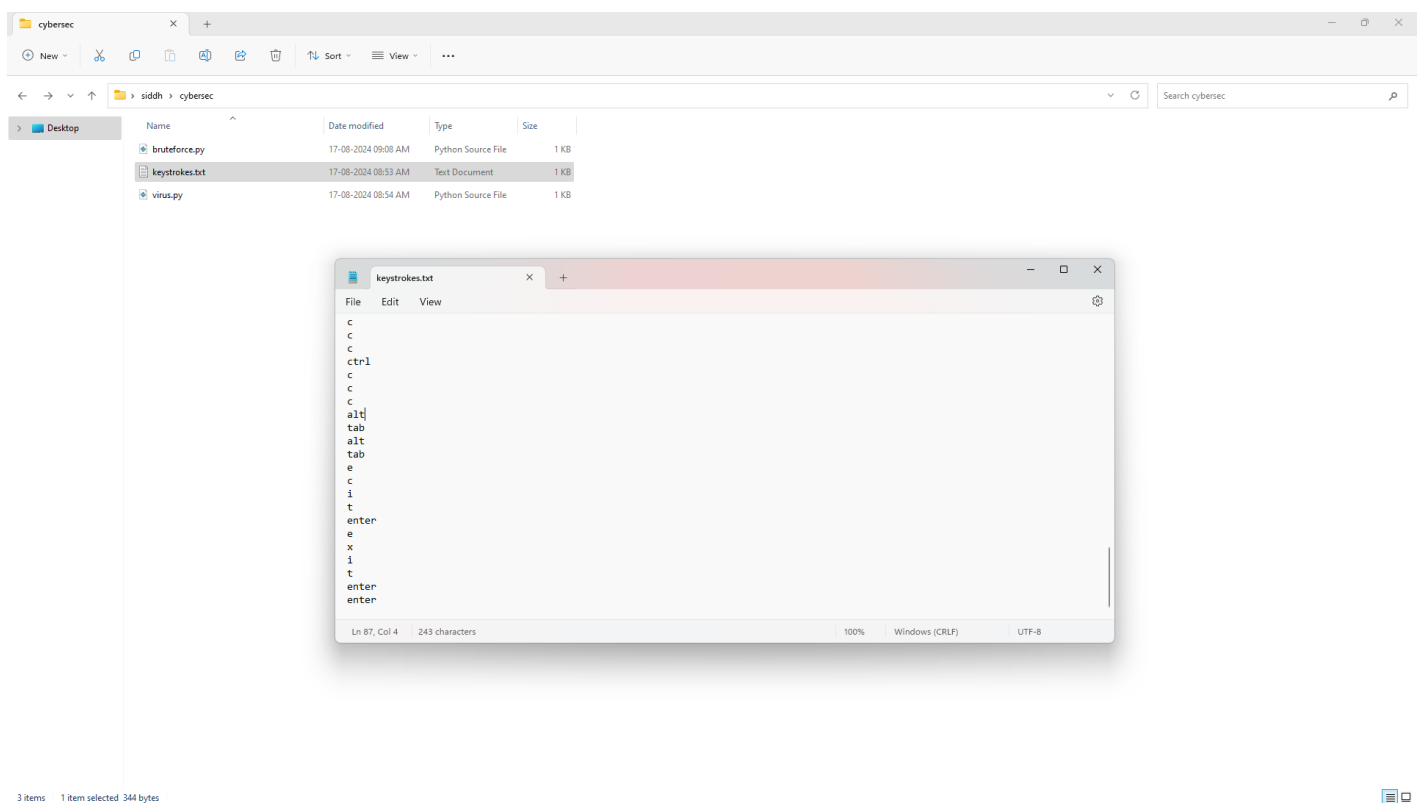 cybersec
New
Sort
View
siddh
cybersec
Search cybersec
Desktop
Name
Date modified
Type
Size
bruteforce.py
17-08-2024 09:08 AM
Python Source File
1 KB
keystrokes.txt
17-08-2024 08:53 AM
Text Document
1 KB
virus.py
17-08-2024 08:54 AM
Python Source File
1 KB
keystrokes.txt
File
Edit
View
c
c
c
ctrl
c
c
c
alt
tab
alt
tab
e
c
i
t
enter
e
x
i
t
enter
enter
Ln 87, Col 4
243 characters
100%
Windows (CRLF)
UTF-8
3 items
1 item selected 344 bytes